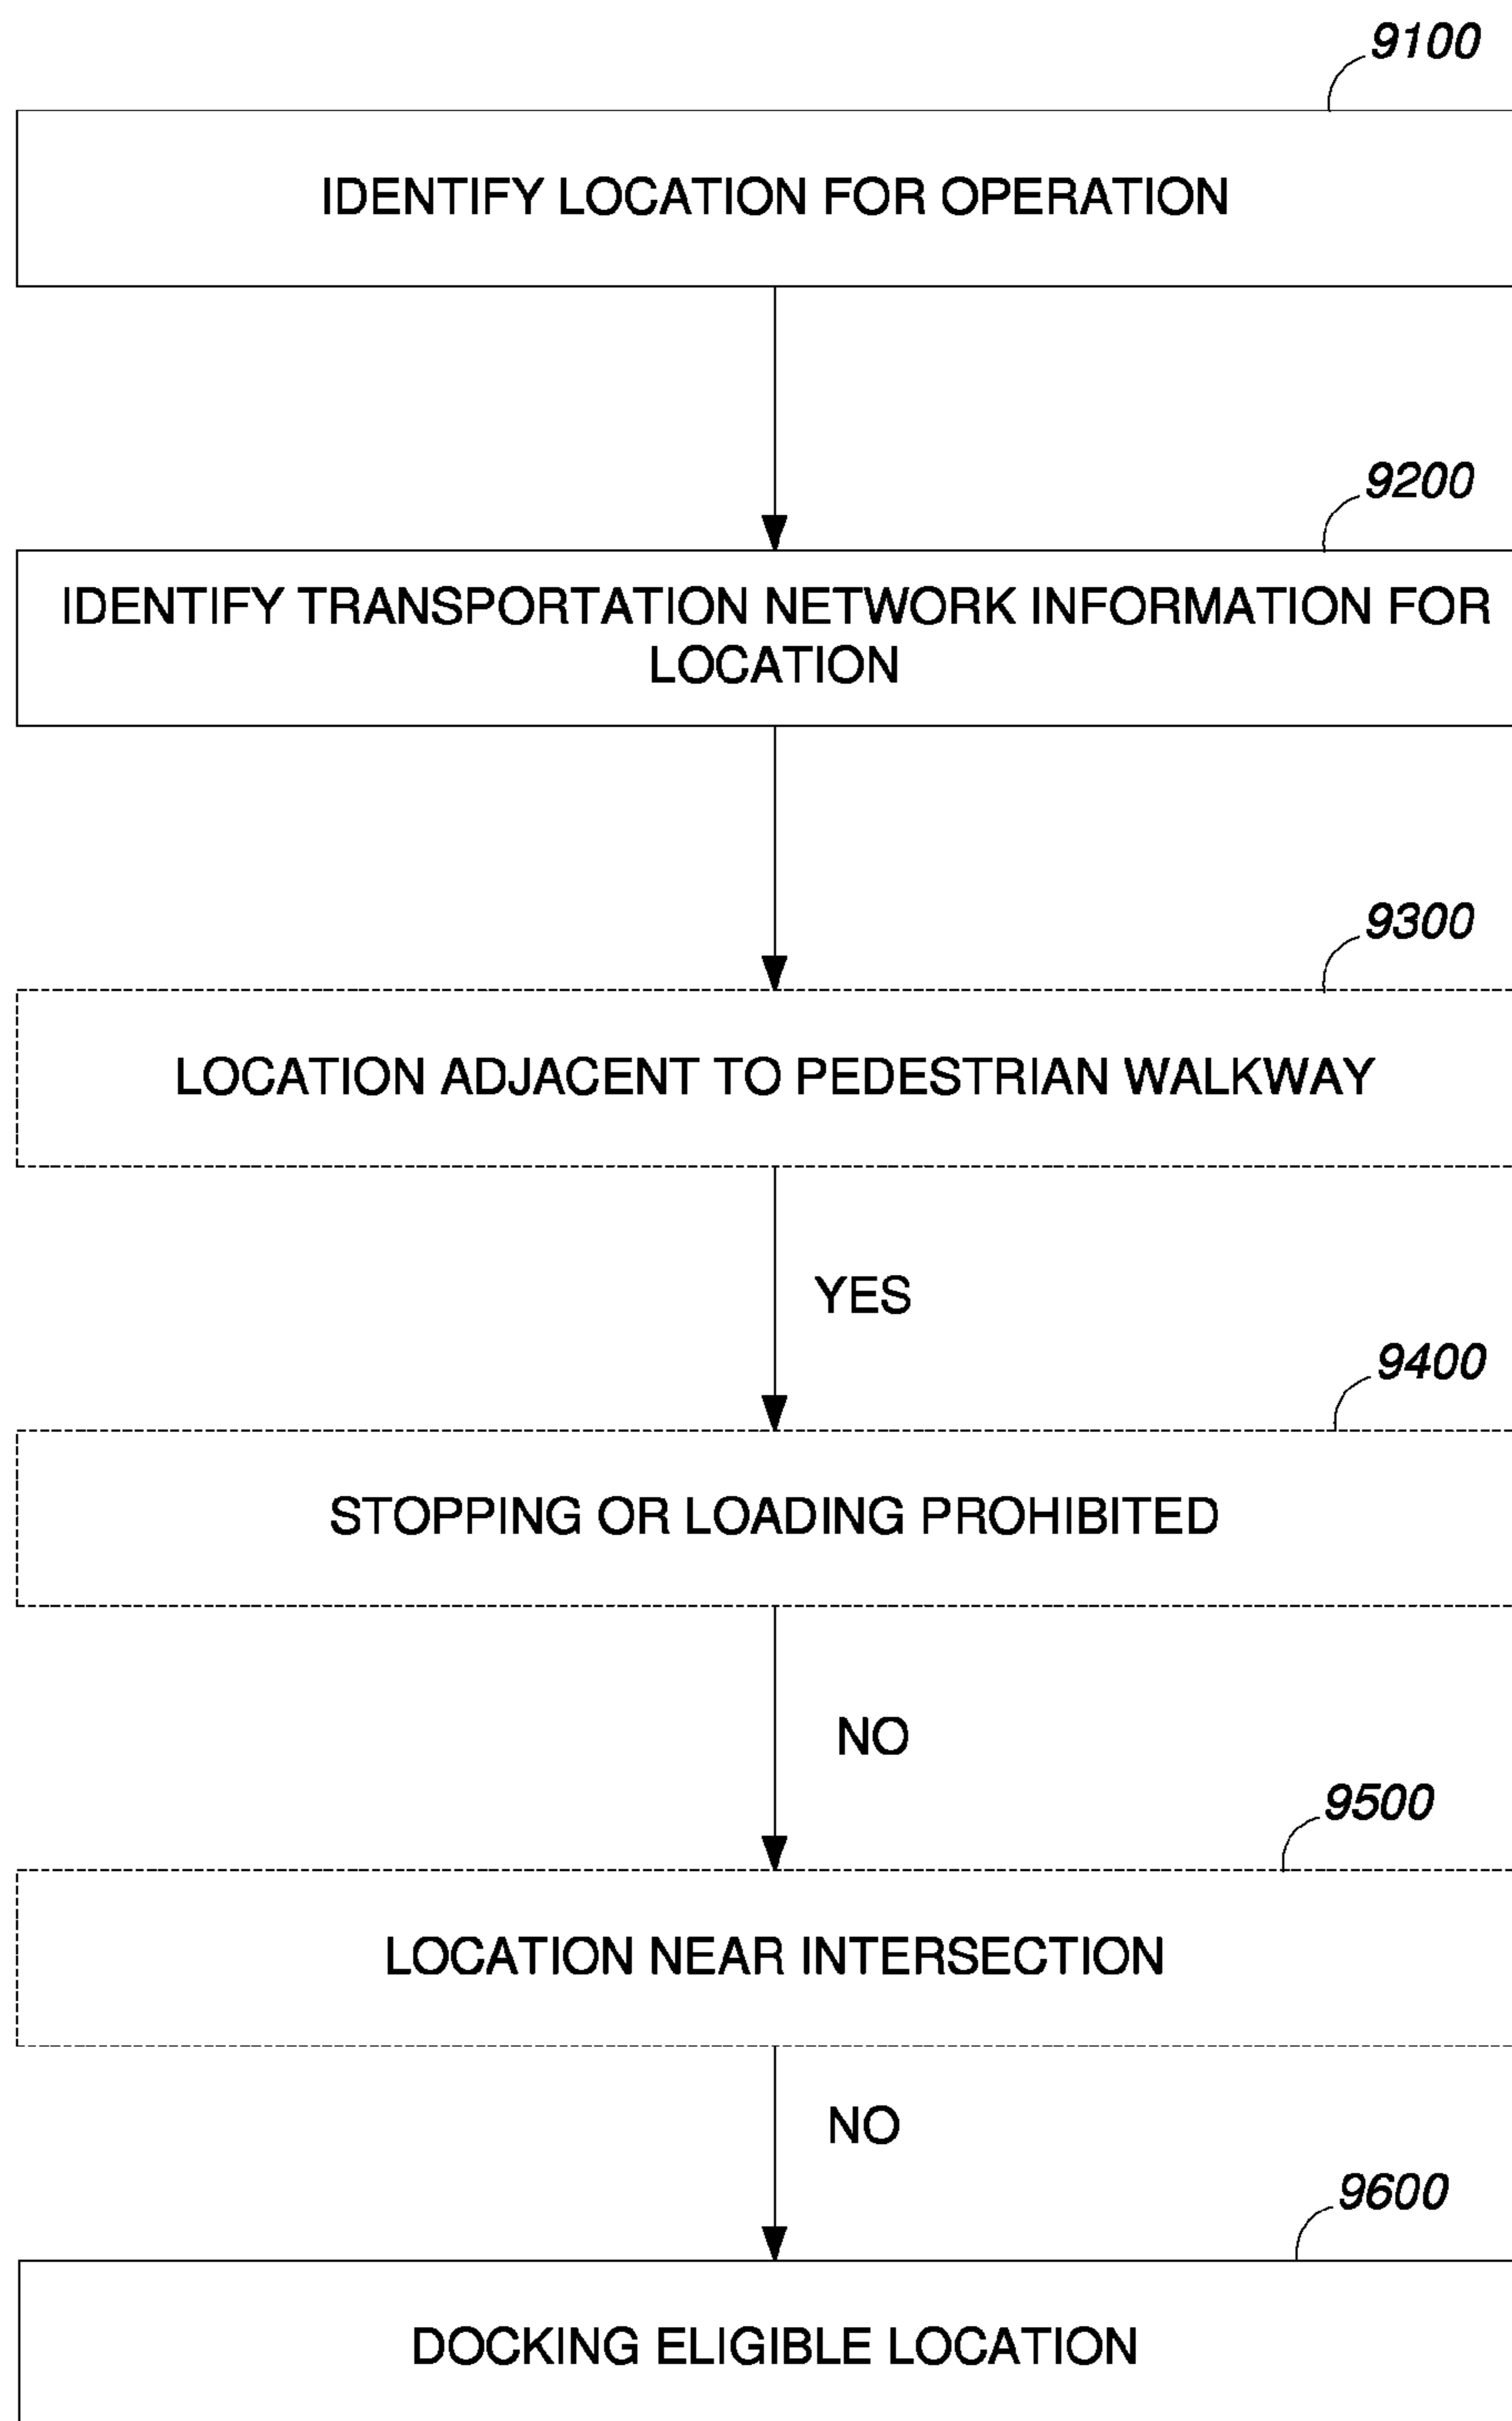 9100
IDENTIFY LOCATION FOR OPERATION
9200
IDENTIFY TRANSPORTATION NETWORK INFORMATION FOR
LOCATION
9300
LOCATION ADJACENT TO PEDESTRIAN WALKWAY
YES
9400
STOPPING OR LOADING PROHIBITED
NO
9500
LOCATION NEAR INTERSECTION
NO
9600
DOCKING ELIGIBLE LOCATION